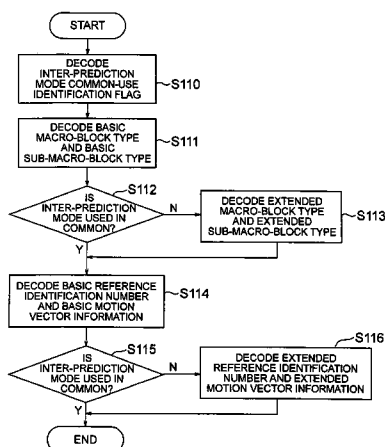 START
DECODE
INTER-PREDICTION
MODE COMMON-USE
IDENTIFICATION FLAG
S110
DECODE BASIC
MACRO-BLOCK TYPE
AND BASIC
SUB-MACRO-BLOCK TYPE
S111
IS
INTER-PREDICTION
MODE USED IN
COMMON?
S112
N
Y
DECODE EXTENDED
MACRO-BLOCK TYPE
AND EXTENDED
SUB-MACRO-BLOCK TYPE
S113
DECODE BASIC REFERENCE
IDENTIFICATION NUMBER
AND BASIC MOTION
VECTOR INFORMATION
S114
IS
INTER-PREDICTION
MODE USED IN
COMMON?
S115
N
Y
DECODE EXTENDED
REFERENCE IDENTIFICATION
NUMBER AND EXTENDED
MOTION VECTOR INFORMATION
S116
END